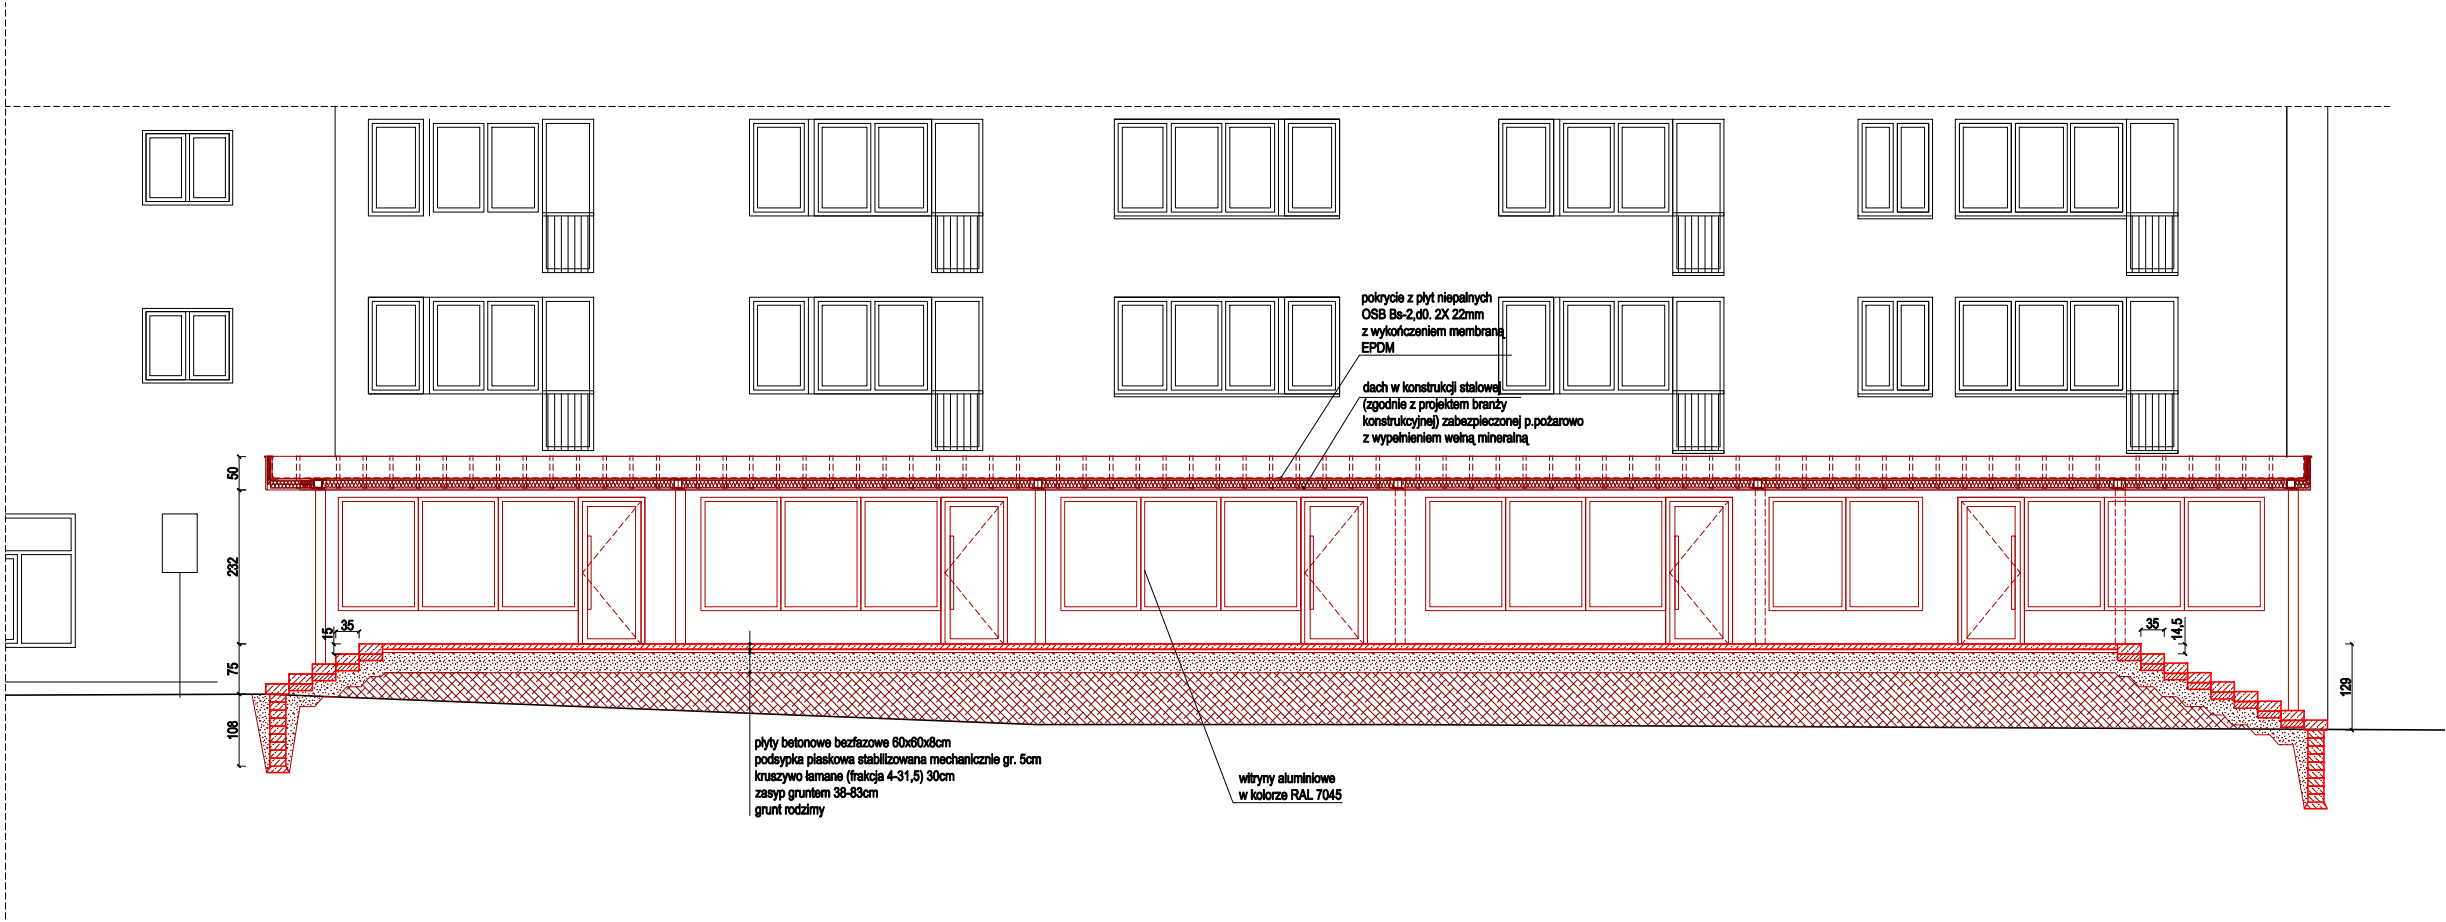 pokrycie z płyt niepalnych
OSB Bs-2,d0. 2X 22mm
z wykończeniem membraną
EPDM
dach w konstrukcji stalowej
(zgodnie z projektem branży
konstrukcyjnej) zabezpieczonej p.pożarowo
z wypełnieniem wełną mineralną
50
232
15
35
75
108
35
14,5
129
płyty betonowe bezfazowe 60x60x8cm
podsypka piaskowa stabilizowana mechanicznie gr. 5cm
kruszywo łamane (frakcja 4-31,5) 30cm
zasyp gruntem 38-83cm
grunt rodzimy
witryny aluminiowe
w kolorze RAL 7045